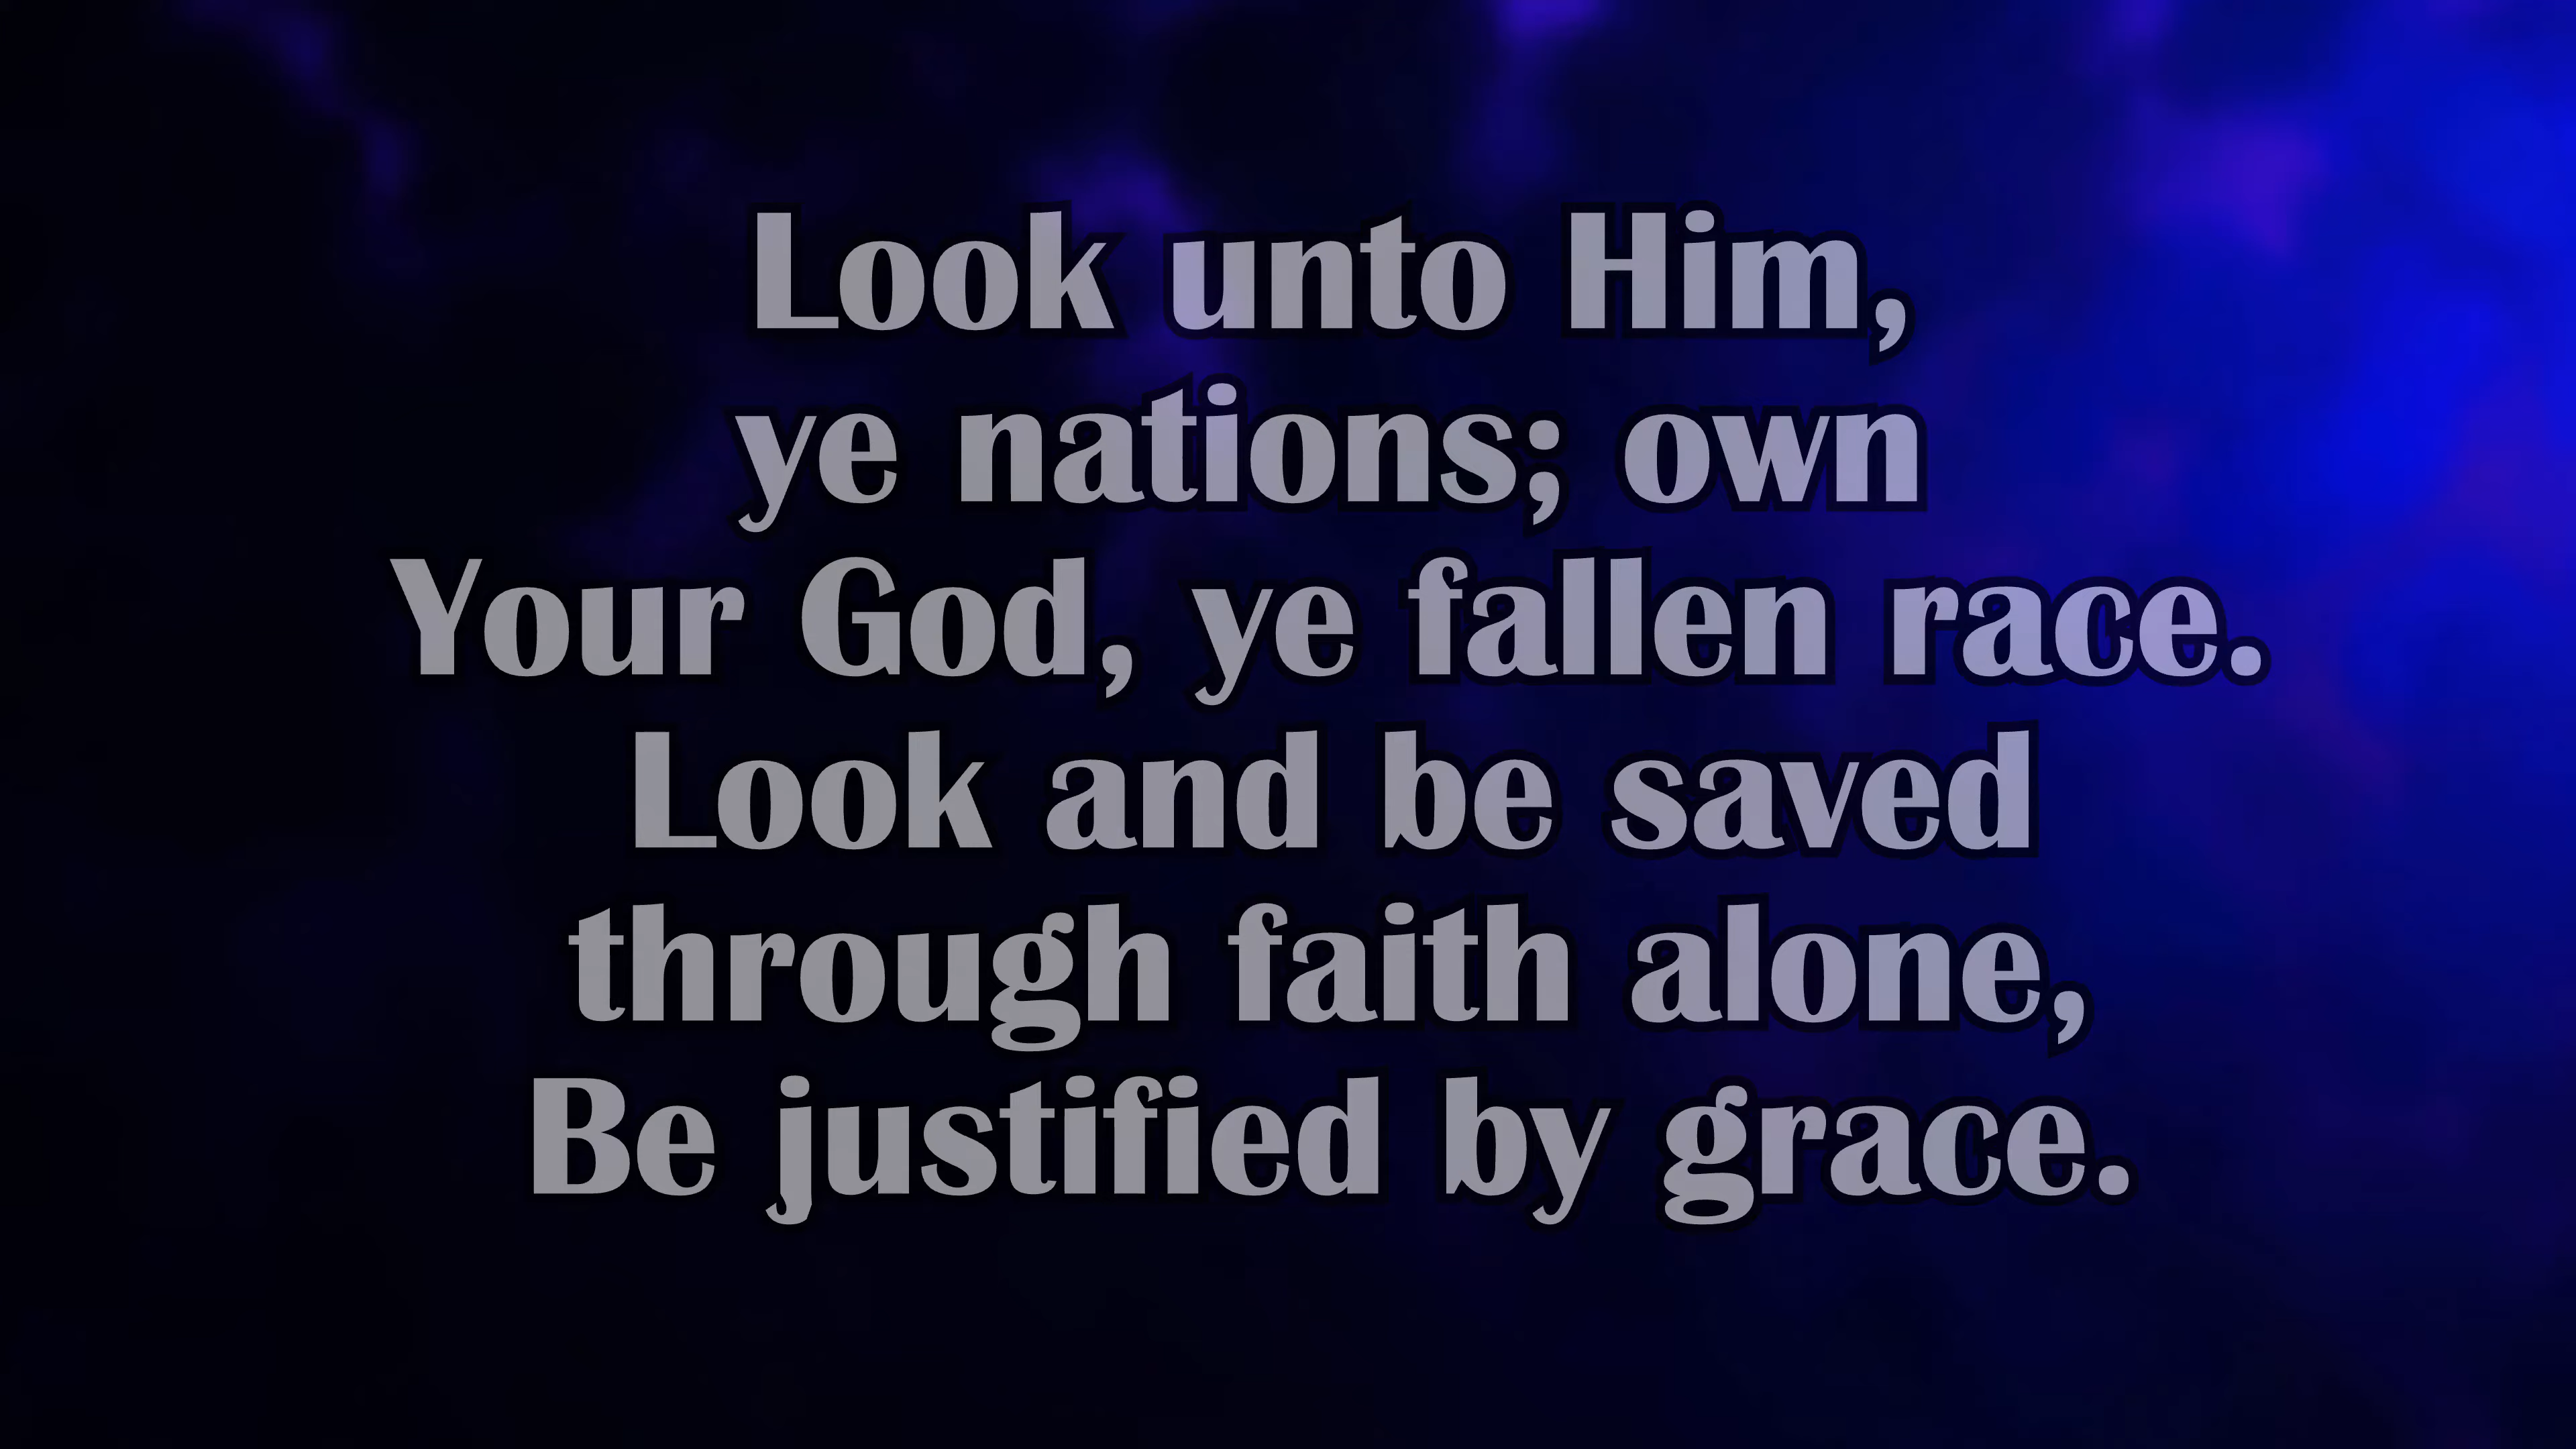 Look unto Him,
ye nations; own
Your God, ye fallen race.
Look and be saved
through faith alone,
Be justified by grace.